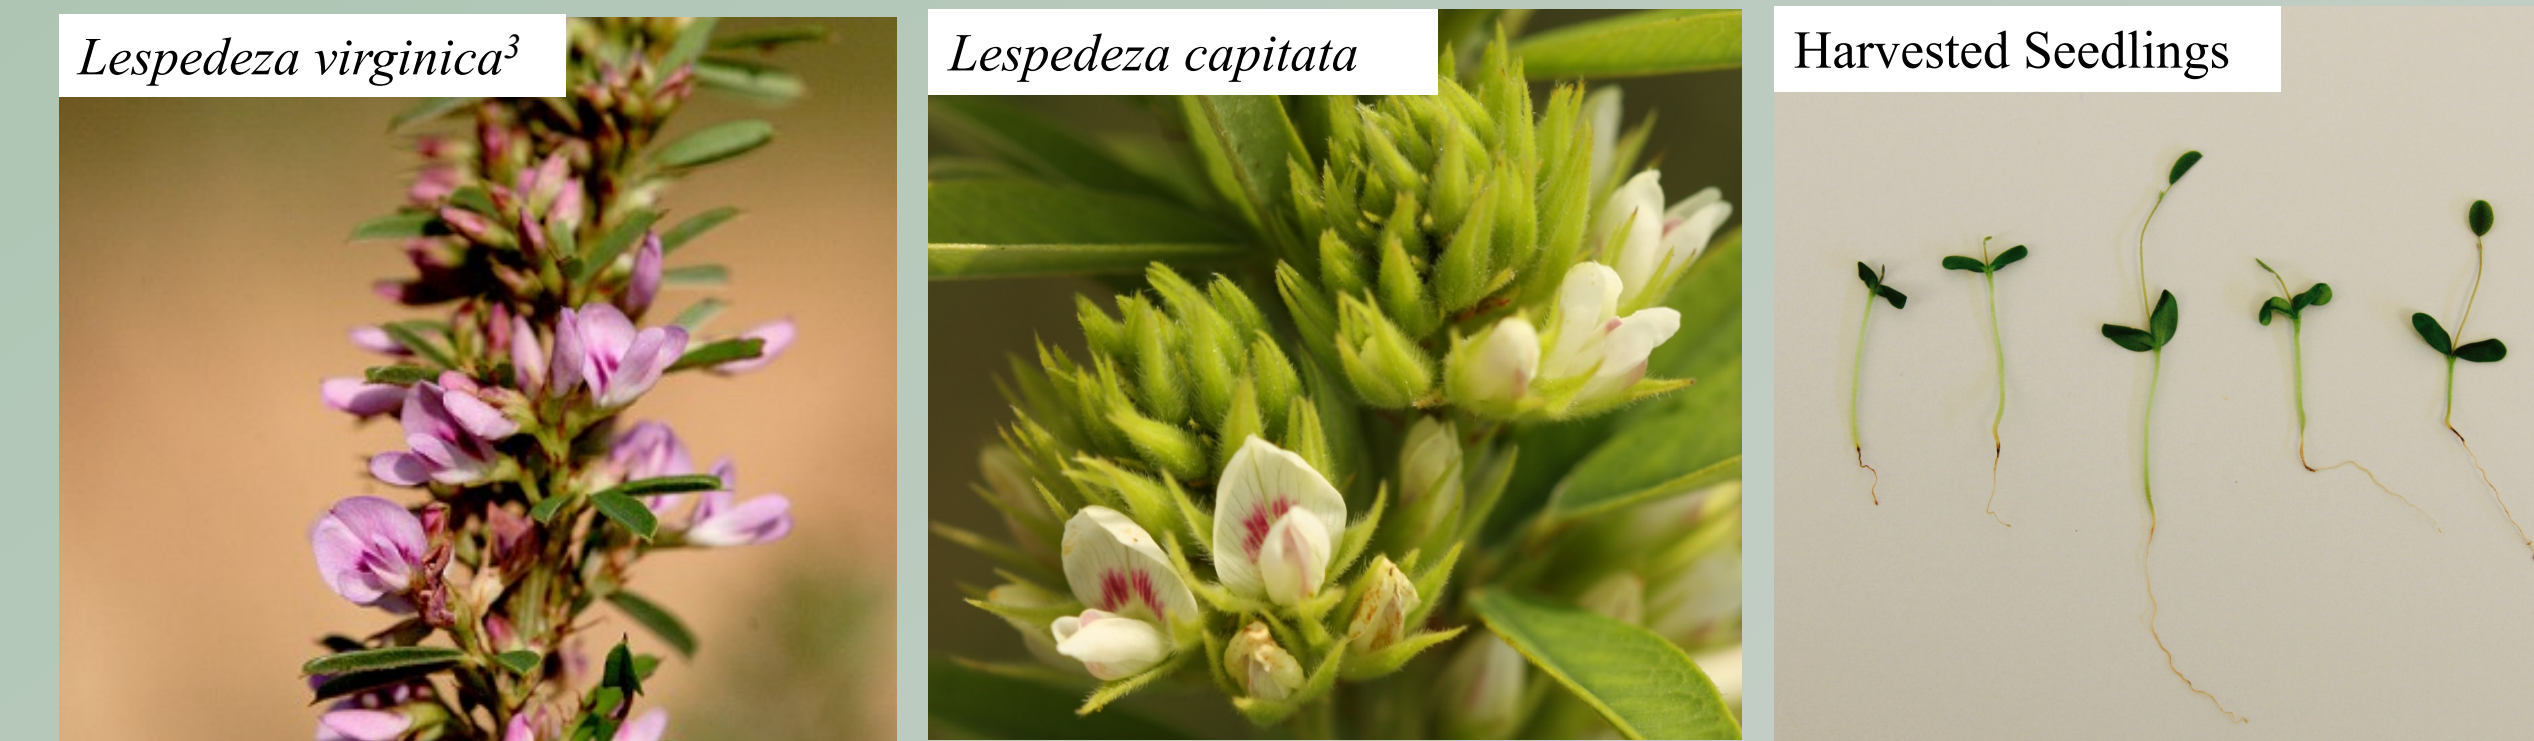 Lespedeza virginica³
Lespedeza capitata
Harvested Seedlings